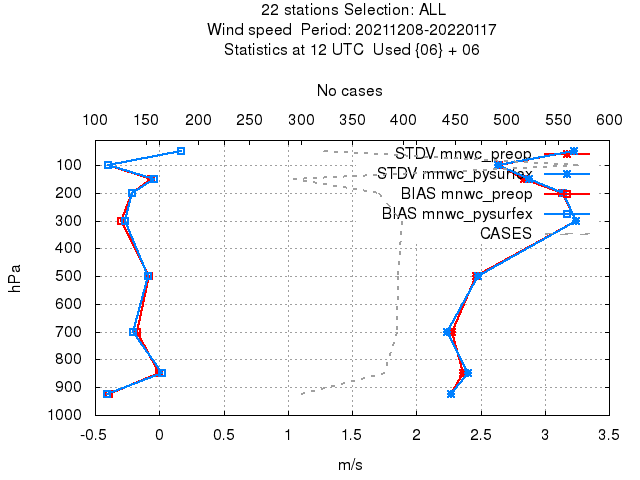 22 stations Selection: ALL
Wind speed  Period: 20211208-20220117
Statistics at 12 UTC  Used {06} + 06
No cases
100 150 200 250 300 350 400 450 500 550 600
STDV mnwc_preop
STDV mnwc_pysurfex
BIAS mnwc_preop
BIAS mnwc_pysurfex
CASES
100
200
300
400
500
600
700
800
900
1000
hPa
-0.5 0 0.5 1 1.5 2 2.5 3 3.5
m/s